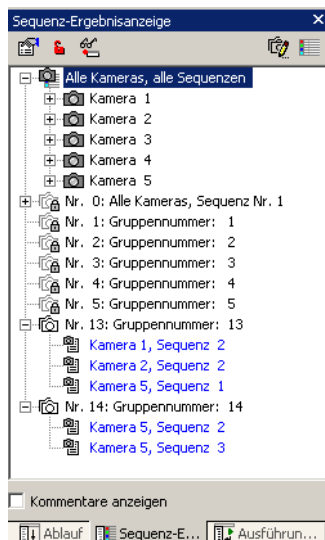 Sequenz-Ergebnisanzeige
Alle Kameras, alle Sequenzen
Kamera 1
Kamera 2
Kamera 3
Kamera 4
Kamera 5
Nr. 0: Alle Kameras, Sequenz Nr. 1
Nr. 1: Gruppennummer: 1
Nr. 2: Gruppennummer: 2
Nr. 3: Gruppennummer: 3
Nr. 4: Gruppennummer: 4
Nr. 5: Gruppennummer: 5
Nr. 13: Gruppennummer: 13
Kamera 1, Sequenz 2
Kamera 2, Sequenz 2
Kamera 5, Sequenz 1
Nr. 14: Gruppennummer: 14
Kamera 5, Sequenz 2
Kamera 5, Sequenz 3
Kommentare anzeigen
Ablauf Sequenz-E... Ausführun...